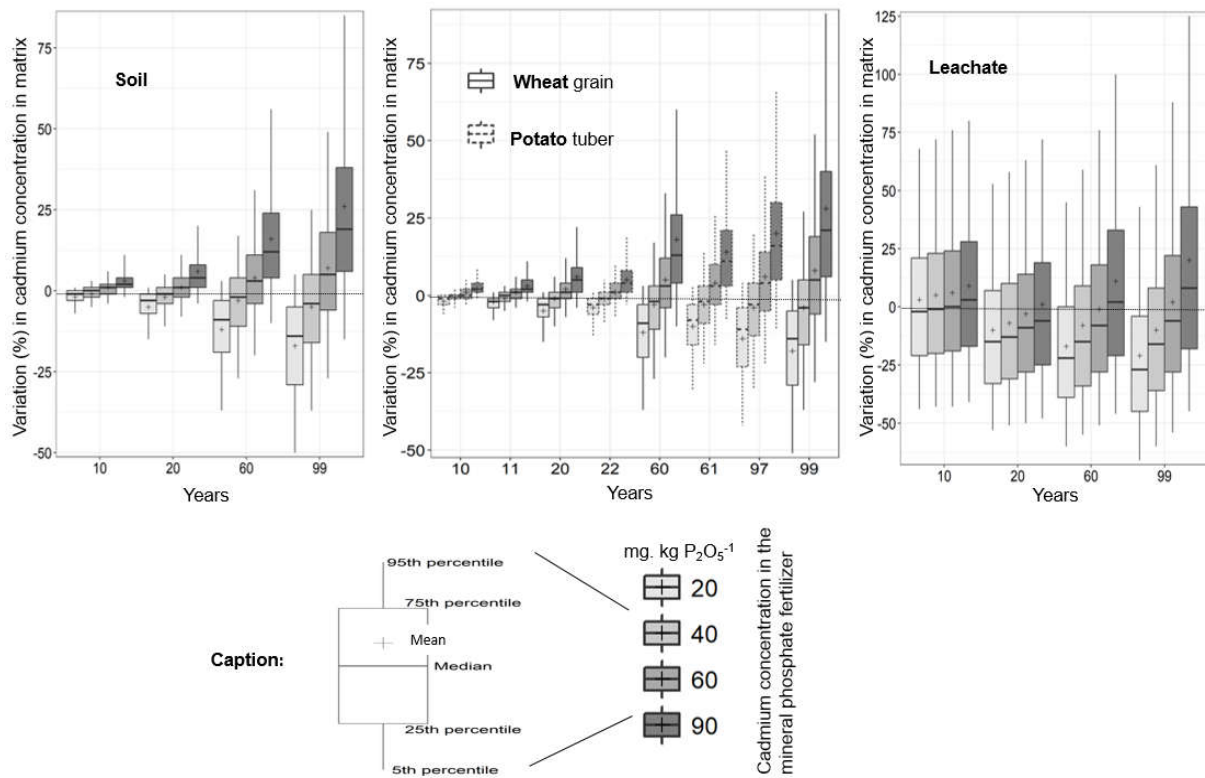 Variation (%) in cadmium concentration in matrix
75
50
25
0
-25
-50
Soil
10 20 60 99
Years
Variation (%) in cadmium concentration in matrix
75
50
25
0
-25
-50
Wheat grain
Potato tuber
10 11 20 22 60 61 97 99
Years
Variation (%) in cadmium concentration in matrix
125
100
75
50
25
0
-25
-50
Leachate
10 20 60 99
Years
Caption:
95th percentile
75th percentile
Mean
Median
25th percentile
5th percentile
mg. kg P₂O₅⁻¹
20
40
60
90
Cadmium concentration in the
mineral phosphate fertilizer